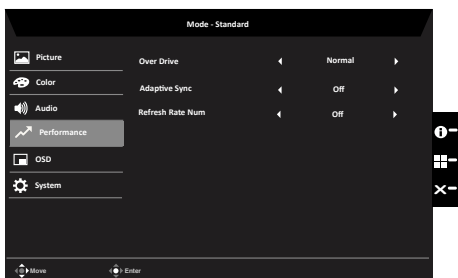 Mode - Standard
Picture
Color
Audio
Performance
OSD
System
Over Drive Normal
Adaptive Sync Off
Refresh Rate Num Off
Move Enter